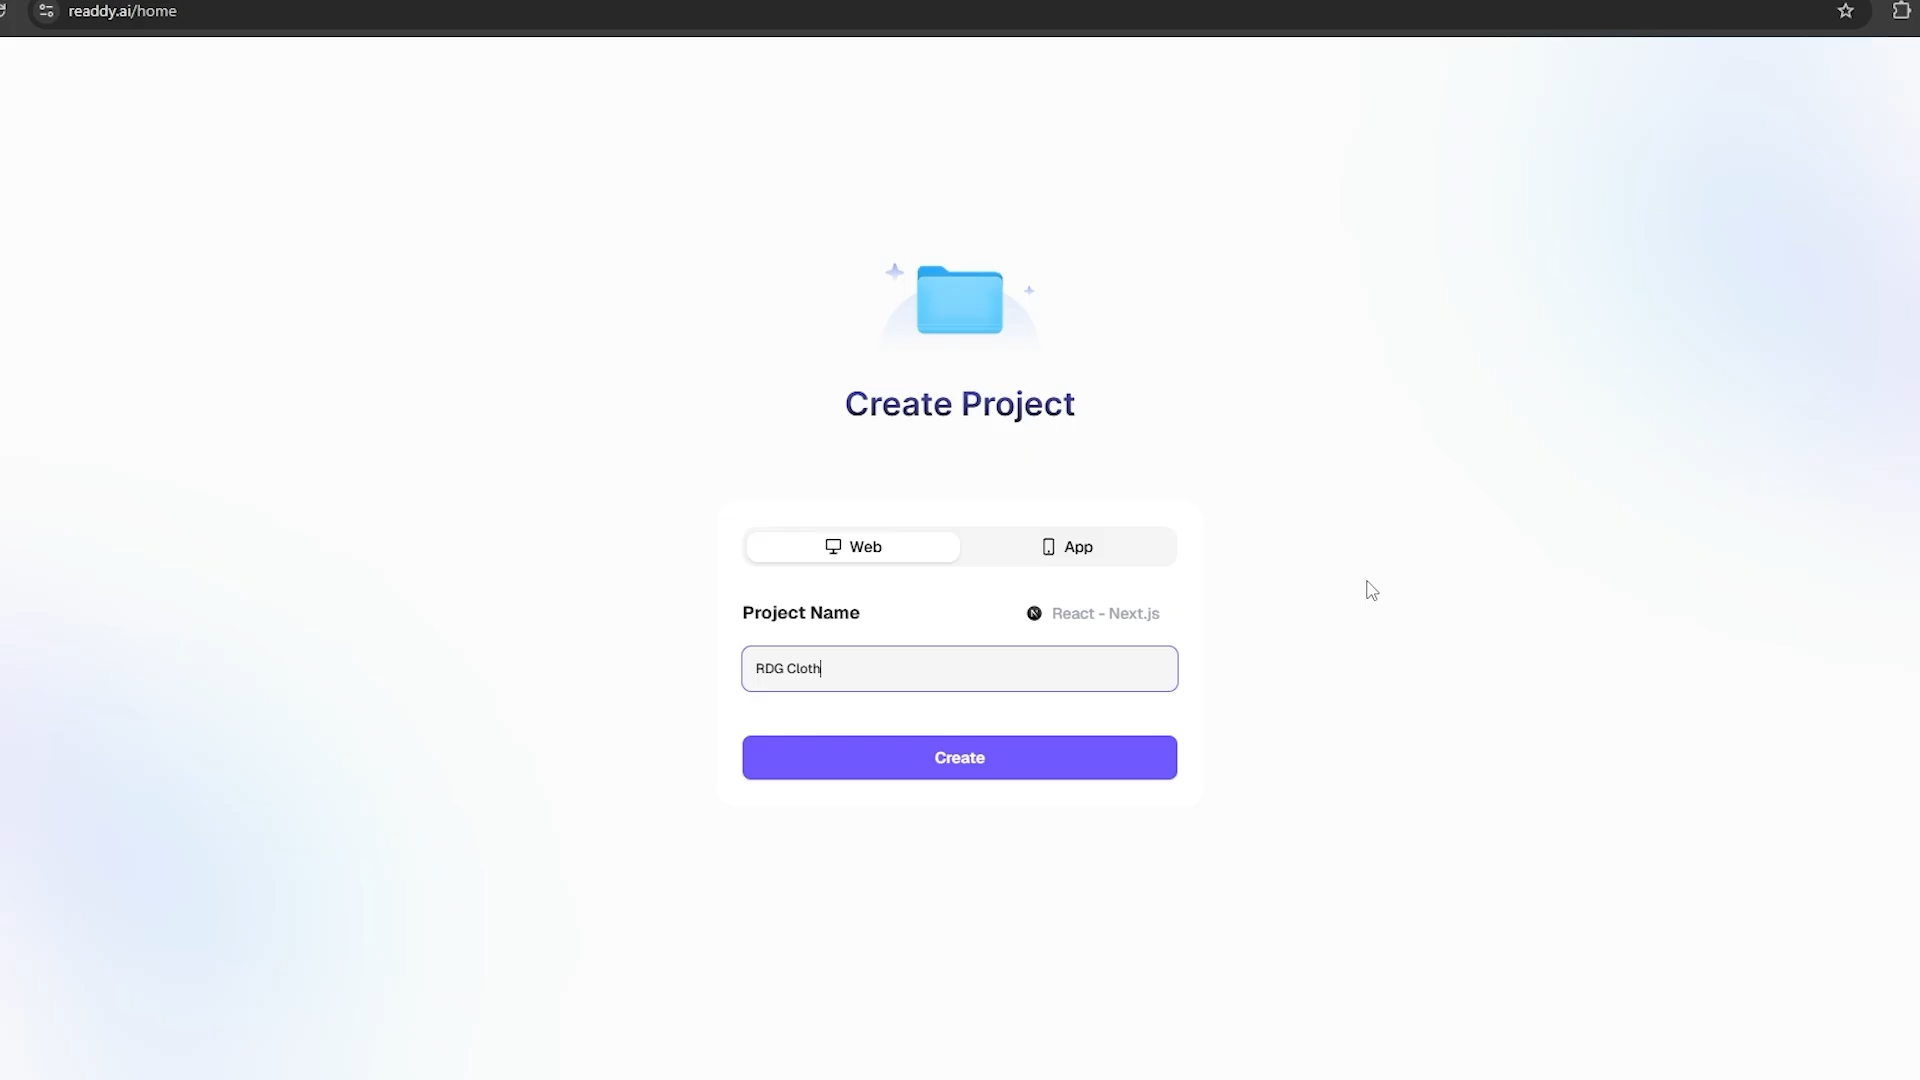 readdy.ai/home
Create Project
Web
App
Project Name
React - Next.js
RDG Cloth
Create